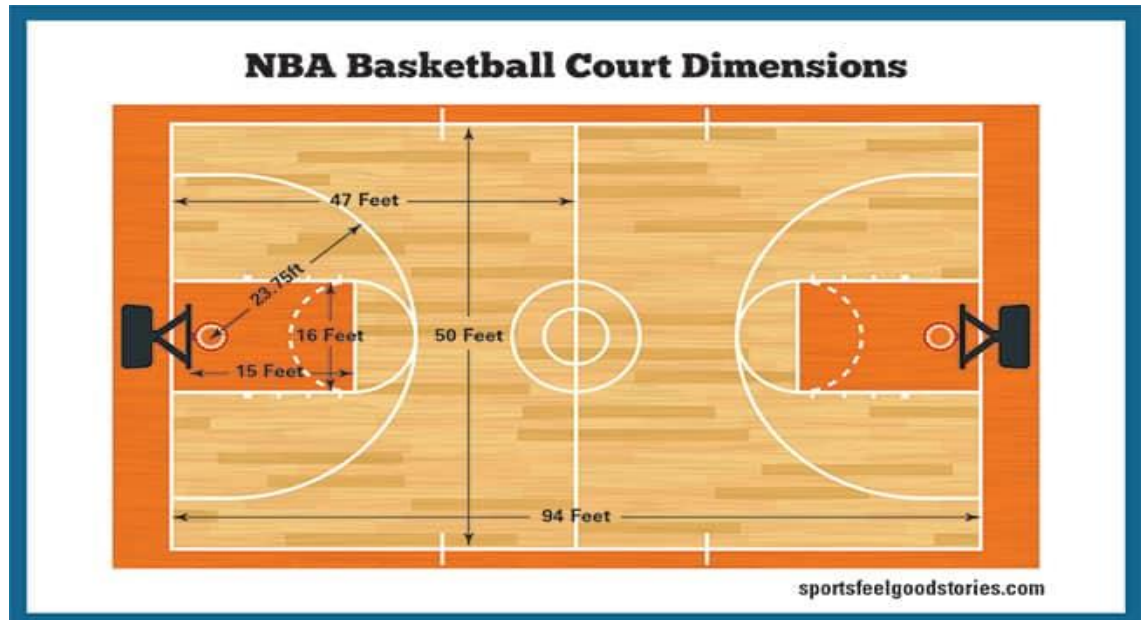 NBA Basketball Court Dimensions
47 Feet
23.75ft
16 Feet
50 Feet
15 Feet
94 Feet
sportsfeelgoodstories.com